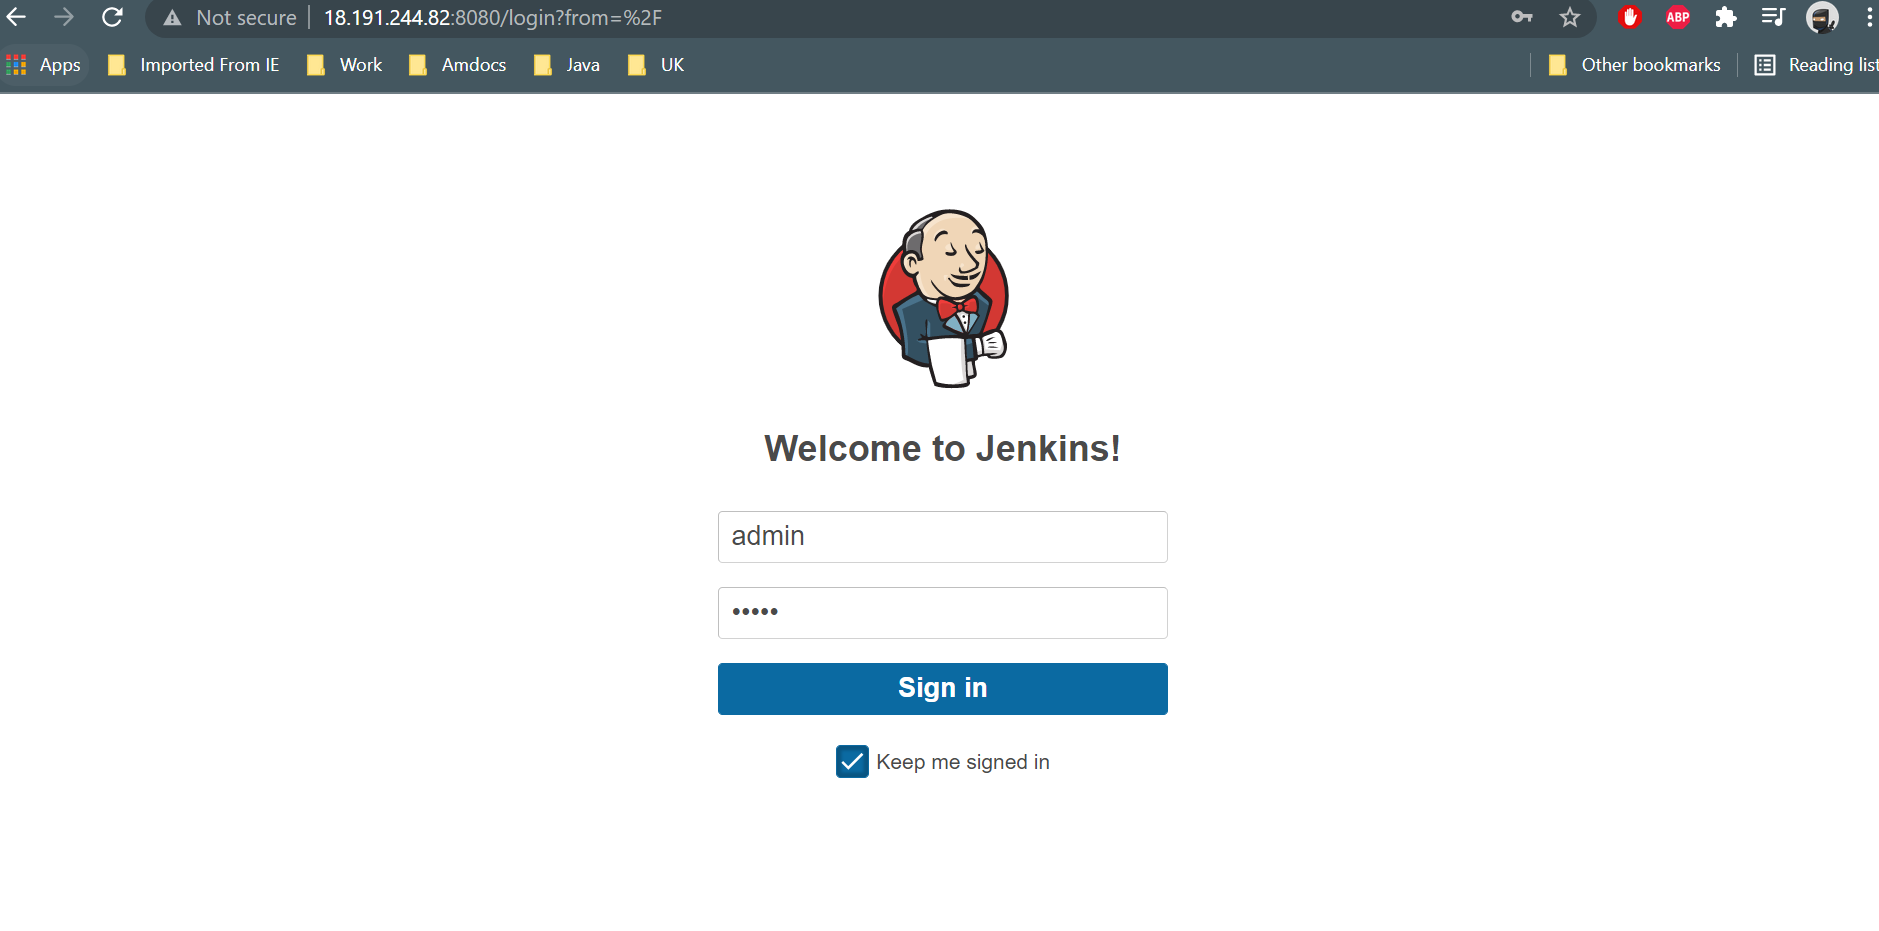 Not secure | 18.191.244.82:8080/login?from=%2F
ABP
Apps Imported From IE Work Amdocs Java UK Other bookmarks Reading list
Welcome to Jenkins!
admin
•••••
Sign in
Keep me signed in